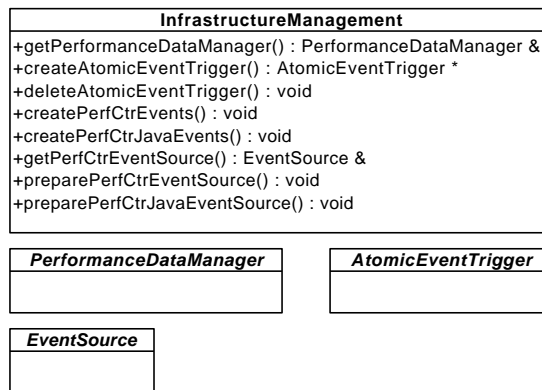 InfrastructureManagement
+getPerformanceDataManager() : PerformanceDataManager &
+createAtomicEventTrigger() : AtomicEventTrigger *
+deleteAtomicEventTrigger() : void
+createPerfCtrEvents() : void
+createPerfCtrJavaEvents() : void
+getPerfCtrEventSource() : EventSource &
+preparePerfCtrEventSource() : void
+preparePerfCtrJavaEventSource() : void
PerformanceDataManager
AtomicEventTrigger
EventSource